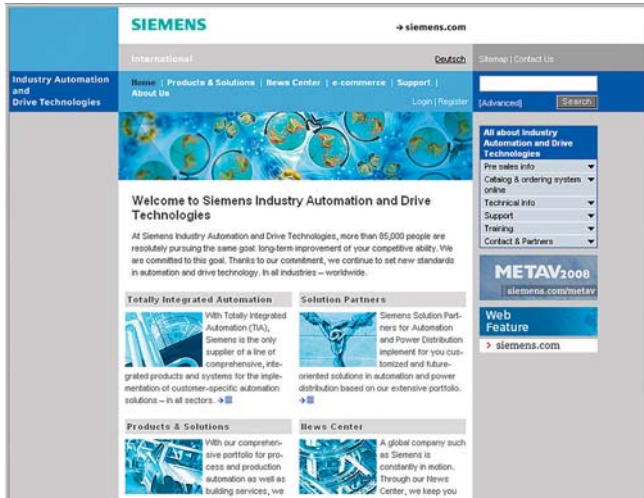 SIEMENS
→ siemens.com
International
Deutsch
Sitemap | Contact Us
Industry Automation
and
Drive Technologies
Home | Products & Solutions | News Center | e-commerce | Support |
About Us
Login | Register
[Advanced]
Search
Welcome to Siemens Industry Automation and Drive
Technologies
At Siemens Industry Automation and Drive Technologies, more than 85,000 people are
resolutely pursuing the same goal: long-term improvement of your competitive ability. We
are committed to this goal. Thanks to our commitment, we continue to set new standards
in automation and drive technology. In all industries – worldwide.
Totally Integrated Automation
With Totally Integrated
Automation (TIA),
Siemens is the only
supplier of a line of
comprehensive, inte-
grated products and systems for the imple-
mentation of customer-specific automation
solutions – in all sectors. →
Solution Partners
Siemens Solution Part-
ners for Automation
and Power Distribution
implement for you cus-
tomized and future-
oriented solutions in automation and power
distribution based on our extensive portfolio.
→
Products & Solutions
With our comprehen-
sive portfolio for pro-
cess and production
automation as well as
building services, we
News Center
A global company such
as Siemens is
constantly in motion.
Through our News
Center, we keep you
All about Industry
Automation and Drive
Technologies
Pre sales info
Catalog & ordering system
online
Technical Info
Support
Training
Contact & Partners
METAV2008
siemens.com/metav
Web
Feature
> siemens.com